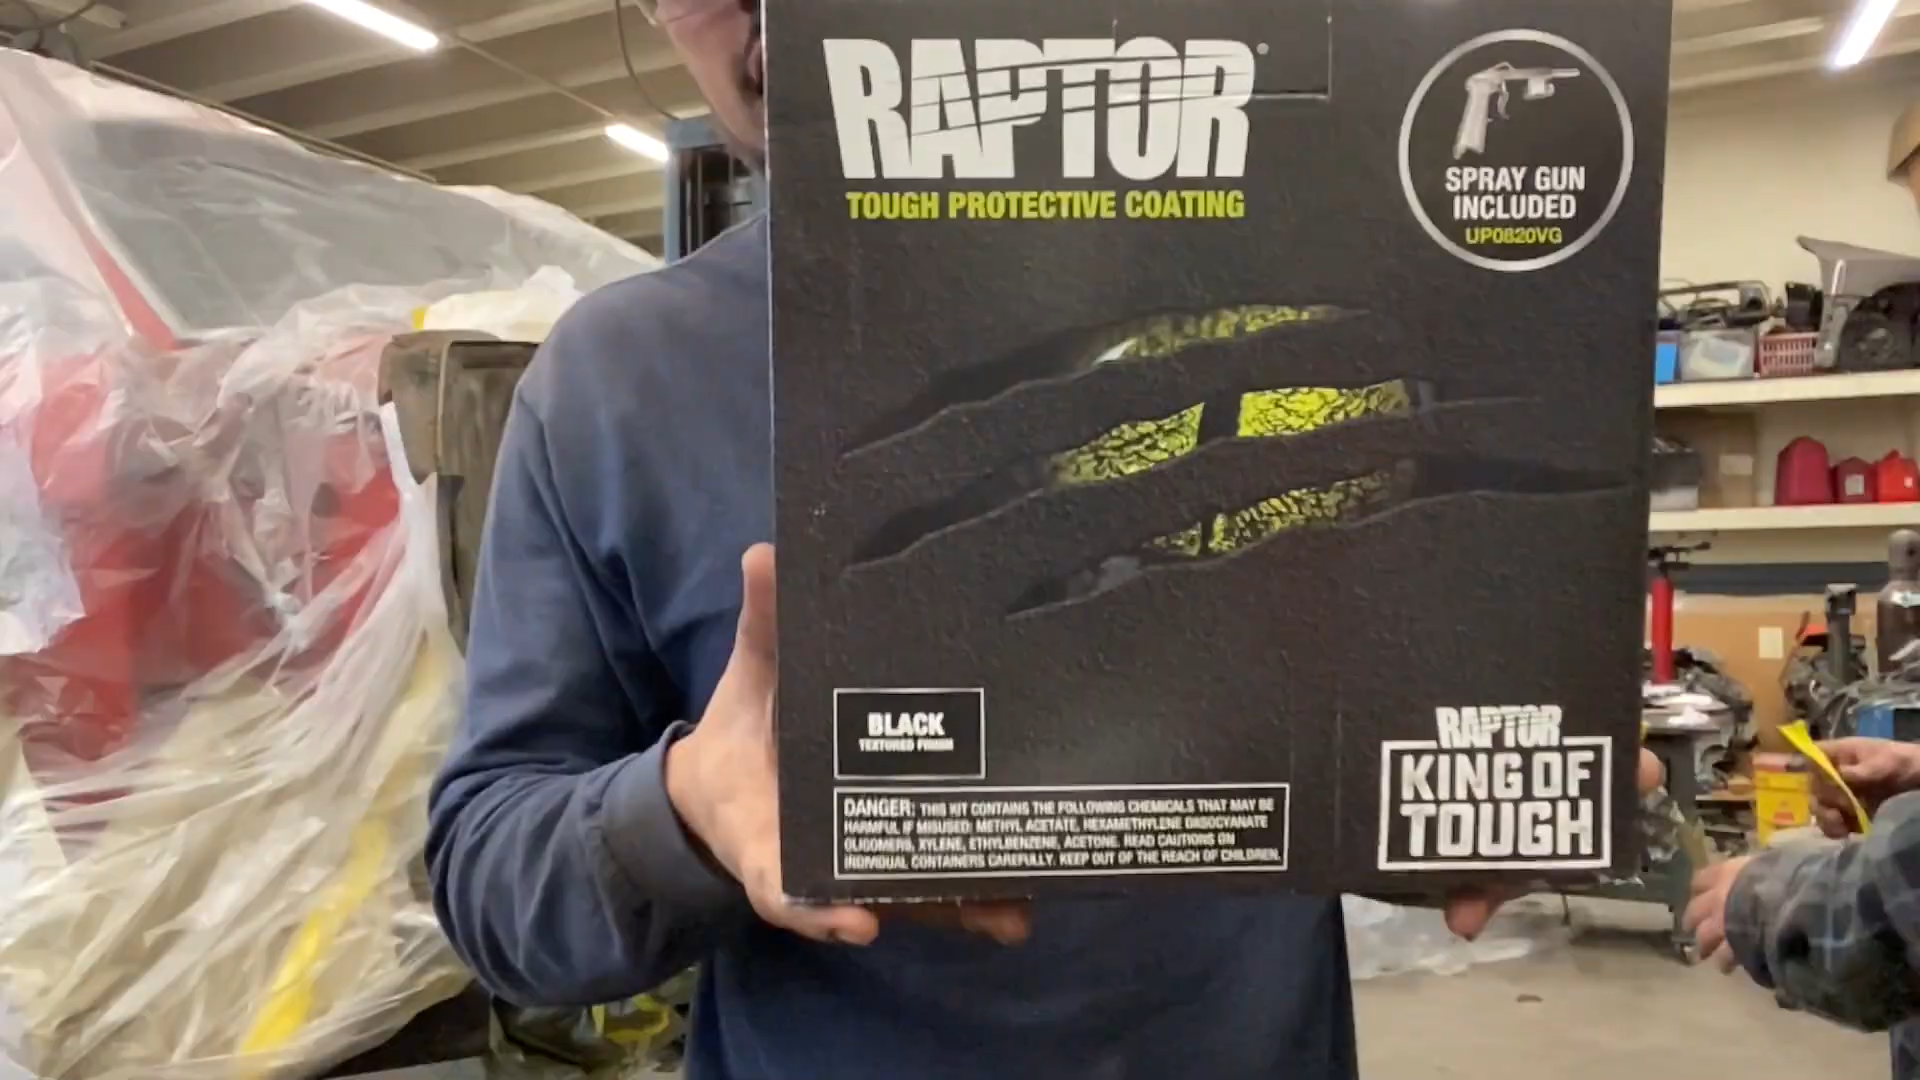 RAPTOR®
TOUGH PROTECTIVE COATING
SPRAY GUN
INCLUDED
UP0820VG
BLACK
TEXTURED FINISH
DANGER: THIS KIT CONTAINS THE FOLLOWING CHEMICALS THAT MAY BE
HARMFUL IF MISUSED: METHYL ACETATE, HEXAMETHYLENE DIISOCYANATE
OLIGOMERS, XYLENE, ETHYLBENZENE, ACETONE. READ CAUTIONS ON
INDIVIDUAL CONTAINERS CAREFULLY. KEEP OUT OF THE REACH OF CHILDREN.
RAPTOR
KING OF
TOUGH